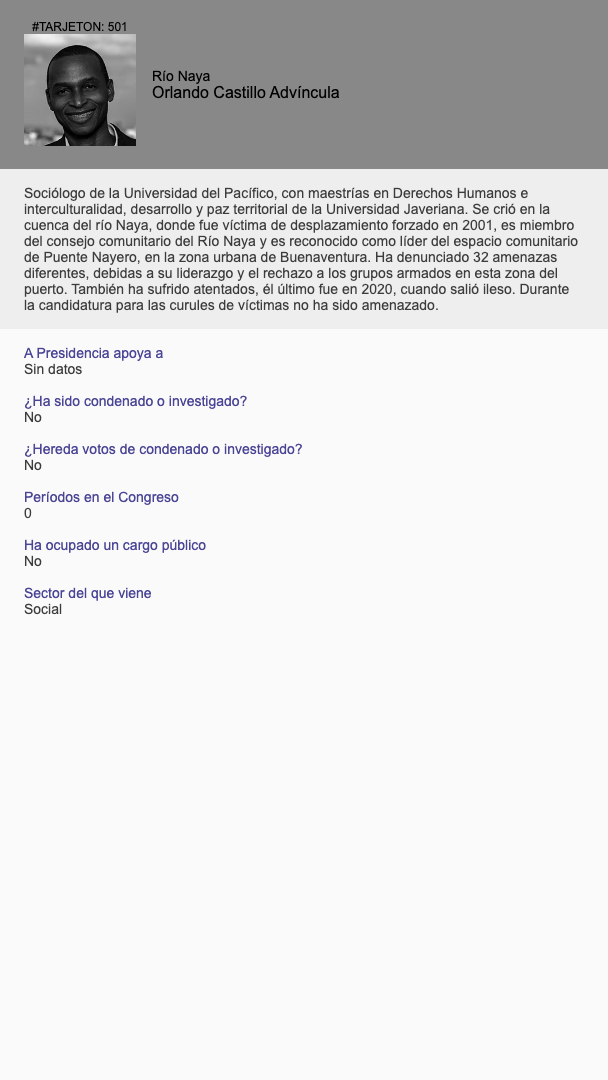 #TARJETON: 501
Río Naya
Orlando Castillo Advíncula
Sociólogo de la Universidad del Pacífico, con maestrías en Derechos Humanos e
interculturalidad, desarrollo y paz territorial de la Universidad Javeriana. Se crió en la
cuenca del río Naya, donde fue víctima de desplazamiento forzado en 2001, es miembro
del consejo comunitario del Río Naya y es reconocido como líder del espacio comunitario
de Puente Nayero, en la zona urbana de Buenaventura. Ha denunciado 32 amenazas
diferentes, debidas a su liderazgo y el rechazo a los grupos armados en esta zona del
puerto. También ha sufrido atentados, él último fue en 2020, cuando salió ileso. Durante
la candidatura para las curules de víctimas no ha sido amenazado.
A Presidencia apoya a
Sin datos
¿Ha sido condenado o investigado?
No
¿Hereda votos de condenado o investigado?
No
Períodos en el Congreso
0
Ha ocupado un cargo público
No
Sector del que viene
Social